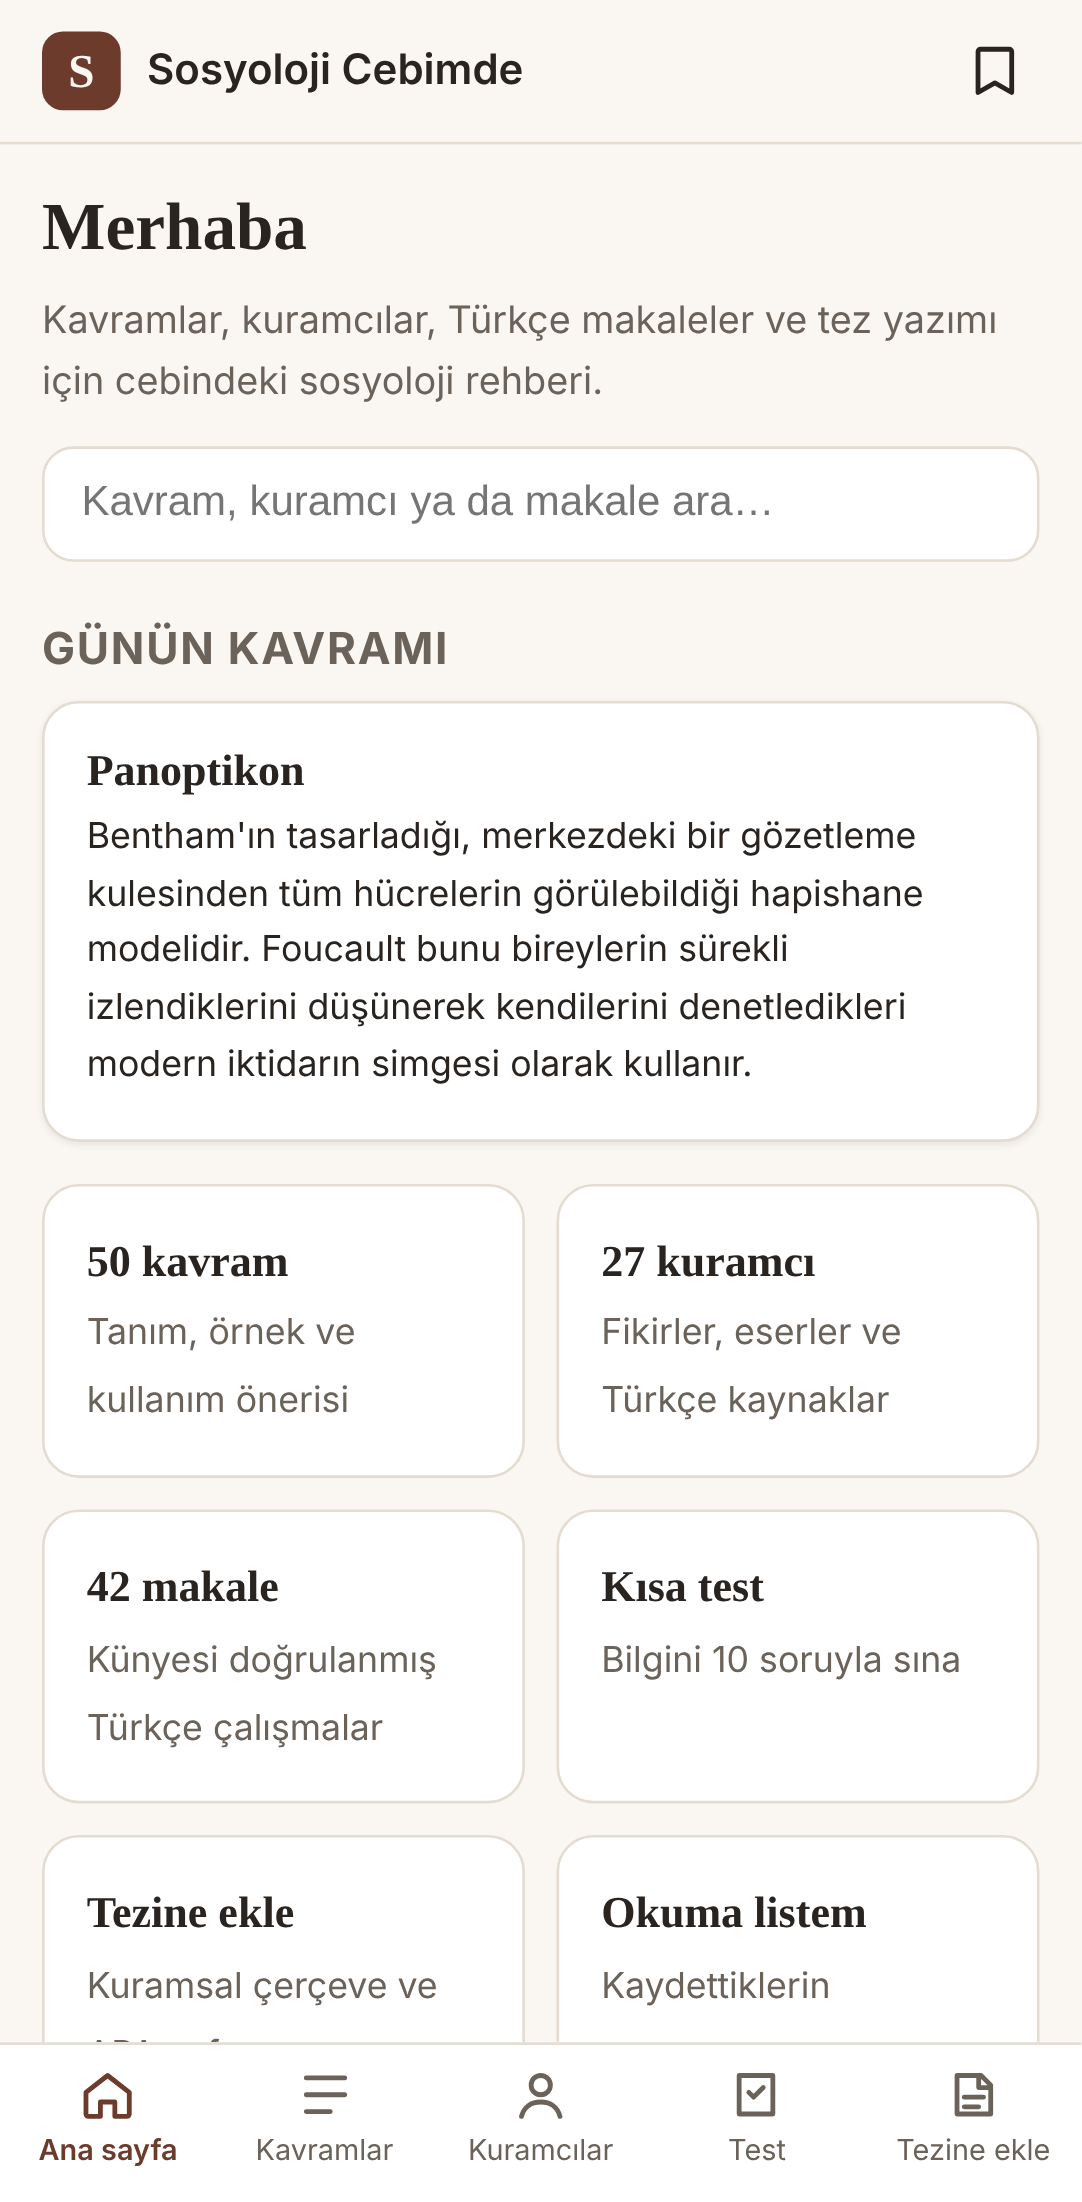 S
Sosyoloji Cebimde
Merhaba
Kavramlar, kuramcılar, Türkçe makaleler ve tez yazımı
için cebindeki sosyoloji rehberi.
Kavram, kuramcı ya da makale ara…
GÜNÜN KAVRAMI
Panoptikon
Bentham'ın tasarladığı, merkezdeki bir gözetleme
kulesinden tüm hücrelerin görülebildiği hapishane
modelidir. Foucault bunu bireylerin sürekli
izlendiklerini düşünerek kendilerini denetledikleri
modern iktidarın simgesi olarak kullanır.
50 kavram
Tanım, örnek ve
kullanım önerisi
27 kuramcı
Fikirler, eserler ve
Türkçe kaynaklar
42 makale
Künyesi doğrulanmış
Türkçe çalışmalar
Kısa test
Bilgini 10 soruyla sına
Tezine ekle
Kuramsal çerçeve ve
Okuma listem
Kaydettiklerin
Ana sayfa
Kavramlar
Kuramcılar
Test
Tezine ekle